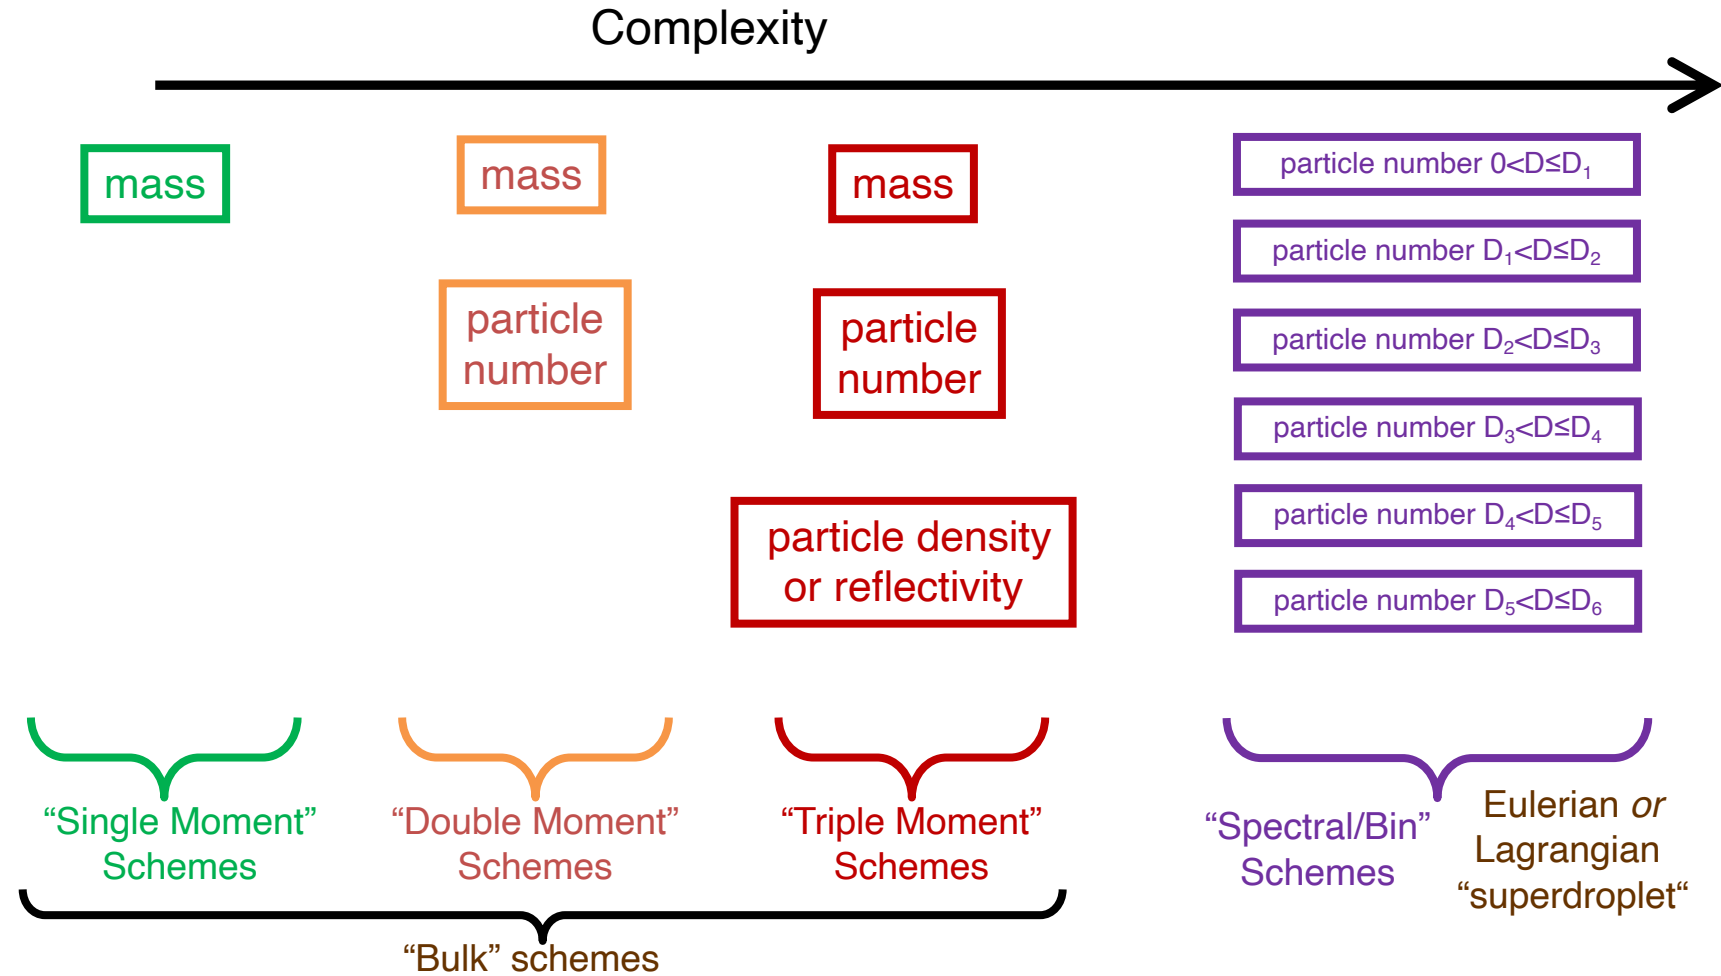 Complexity
mass
mass
particle
number
mass
particle
number
particle density
or reflectivity
particle number 0<D≤D₁
particle number D₁<D≤D₂
particle number D₂<D≤D₃
particle number D₃<D≤D₄
particle number D₄<D≤D₅
particle number D₅<D≤D₆
“Single Moment”
Schemes
“Double Moment”
Schemes
“Triple Moment”
Schemes
“Spectral/Bin”
Schemes
Eulerian or
Lagrangian
“superdroplet“
“Bulk” schemes